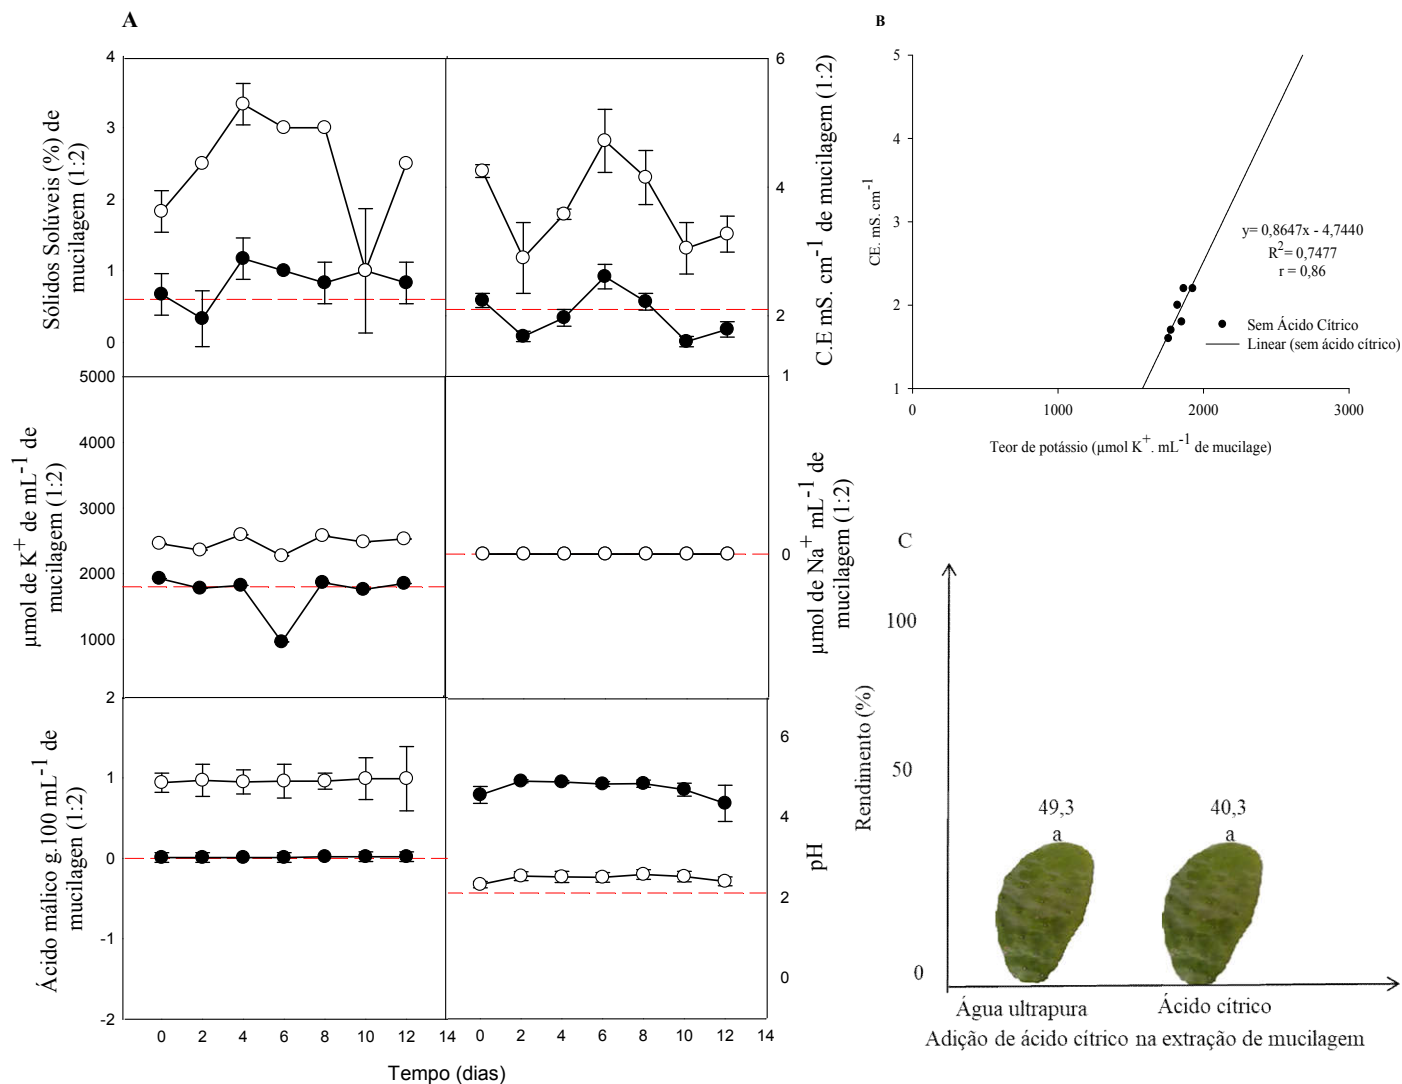 A
Sólidos Solúveis (%) de
mucilagem (1:2)
4
3
2
1
0
6
4
2
1
C.E mS. cm-1 de mucilagem (1:2)
µmol de K+ de mL-1 de
mucilagem (1:2)
5000
4000
3000
2000
1000
0
µmol de Na+ mL-1 de
mucilagem (1:2)
Ácido málico g.100 mL-1 de
mucilagen (1:2)
2
1
0
-1
-2
6
4
2
0
pH
0 2 4 6 8 10 12 14
0 2 4 6 8 10 12 14
Tempo (dias)
B
CE. mS. cm-1
5
4
3
2
1
y= 0,8647x - 4,7440
R2= 0,7477
r = 0,86
Sem Ácido Cítrico
Linear (sem ácido cítrico)
0 1000 2000 3000
Teor de potássio (µmol K+. mL-1 de mucilage)
C
Rendimento (%)
100
50
0
49,3
a
40,3
a
Água ultrapura
Ácido cítrico
Adição de ácido cítrico na extração de mucilagem